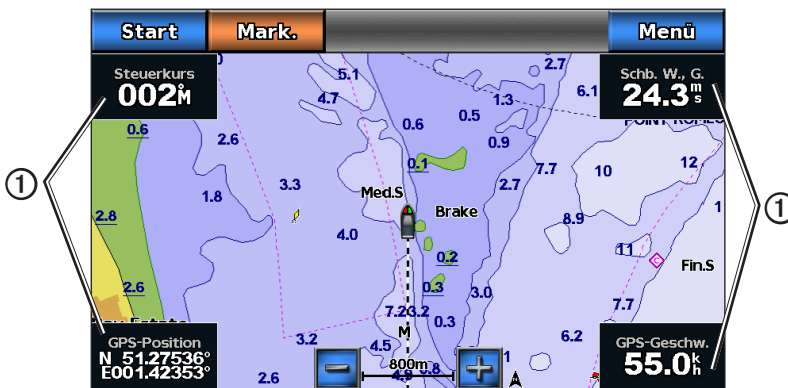 Start Mark. Menü
Steuerkurs
002°M
Schb. W., G.
24.3 m/s
5.1
2.7
4.7
1.3
6.1
0.5
0.6
0.6
2.6
0.9
0.1
7.7
10
12
3.3
Med.S
2.7
1.8
1
Brake
2.8
8.9
4.0
11
0.2
Fin.S
2.6
0.3
3.0
7.7
7.2
3.2
0.3
M
6.2
3.2
4.5
GPS-Position
N 51.27536°
E001.42353°
GPS-Geschw.
55.0 k/h
2.6
800m
0.8
1
N
①
①